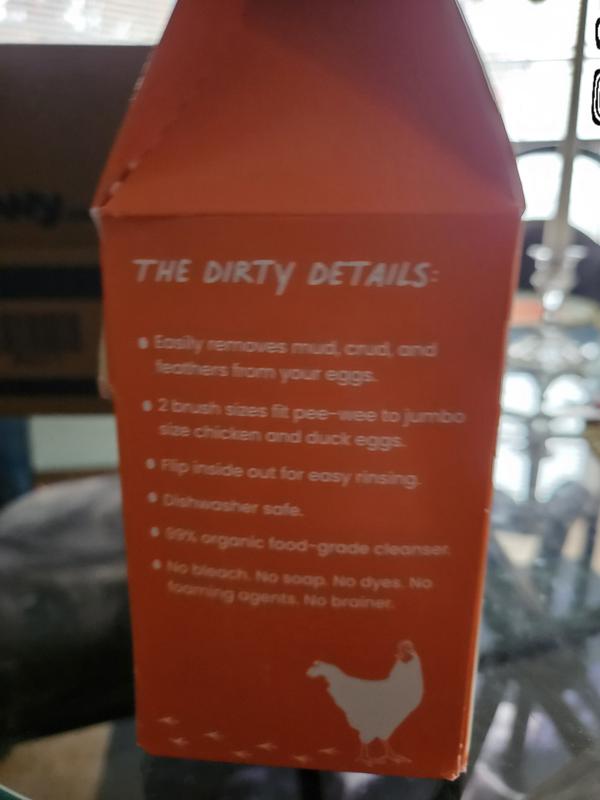 THE DIRTY DETAILS:
• Easily removes mud, crud, and
feathers from your eggs.
• 2 brush sizes fit pee-wee to jumbo
size chicken and duck eggs.
• Flip inside out for easy rinsing.
• Dishwasher safe.
• 99% organic food-grade cleanser.
• No bleach. No soap. No dyes. No
foaming agents. No brainer.